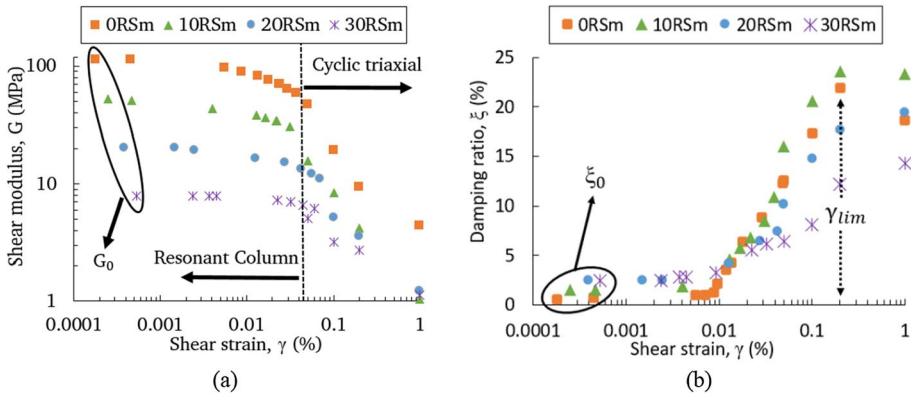 (a)
0RSm 10RSm 20RSm 30RSm
Shear modulus, G (MPa)
100
10
1
Cyclic triaxial
G0
Resonant Column
0.0001 0.001 0.01 0.1 1
Shear strain, γ (%)
(a)
0RSm 10RSm 20RSm 30RSm
Damping ratio, ξ (%)
25
20
15
10
5
0
ξ0
γlim
0.0001 0.001 0.01 0.1 1
Shear strain, γ (%)
(b)